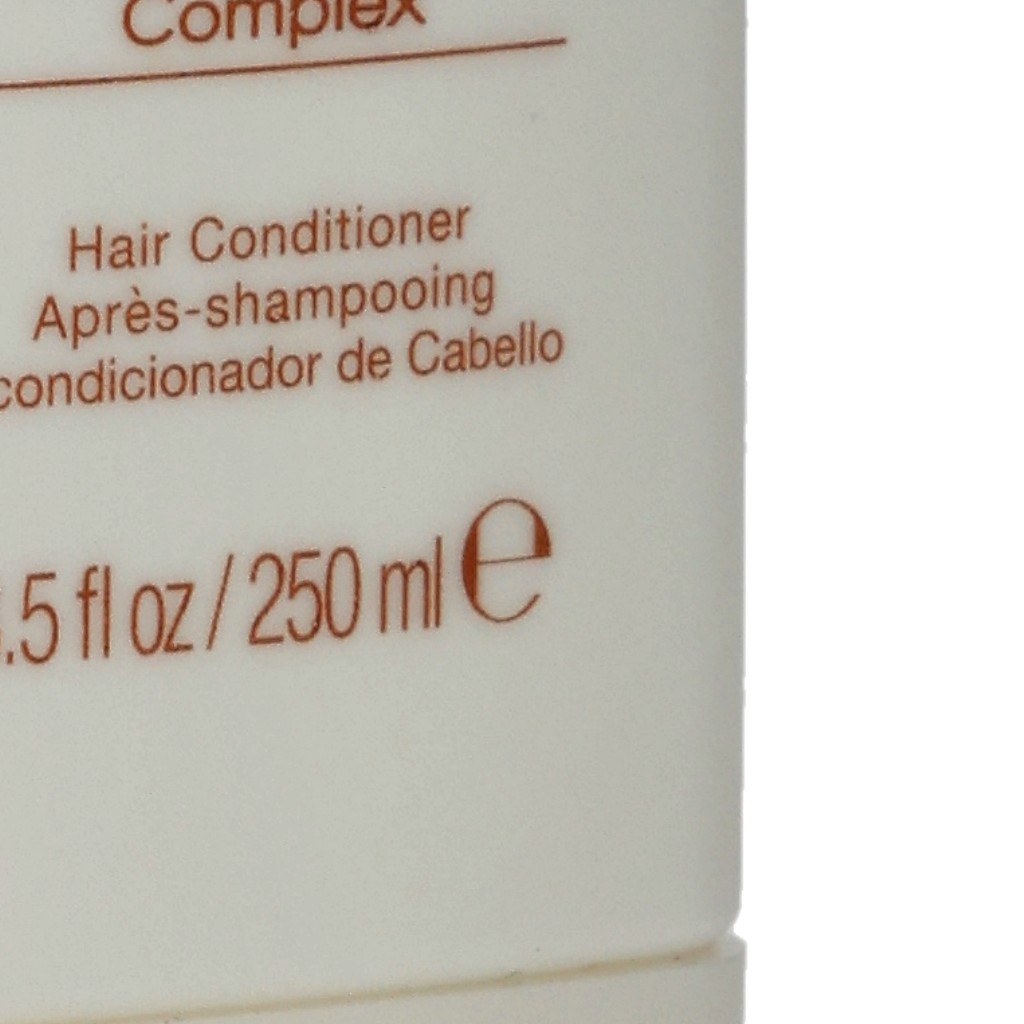 Complex
Hair Conditioner
Après-shampooing
condicionador de Cabello
.5 fl oz / 250 ml e